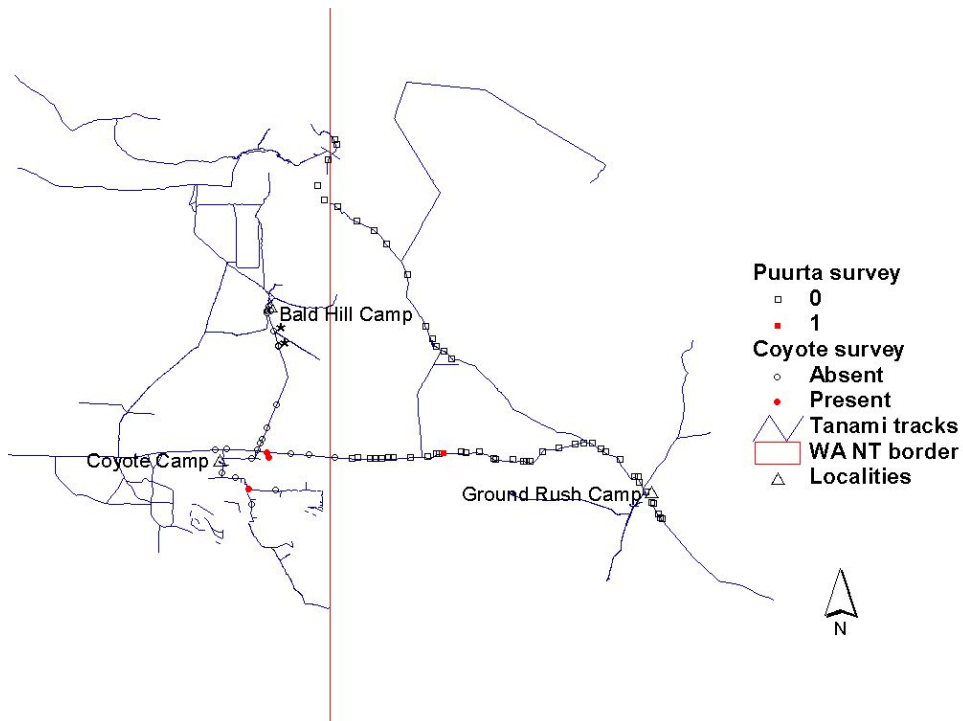 Bald Hill Camp
Coyote Camp
Ground Rush Camp
Puurta survey
0
1
Coyote survey
Absent
Present
Tanami tracks
WA NT border
Localities
N